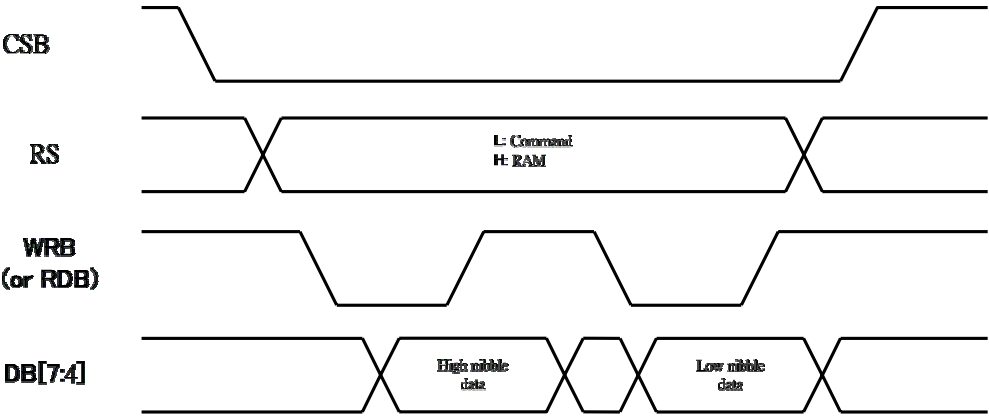 CSB
RS
L: Command
H: RAM
WRB
(or RDB)
DB[7:4]
High nibble
data
Low nibble
data